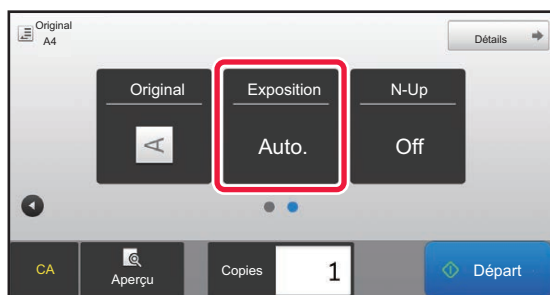 Original
A4
Détails
Original
Exposition
N-Up
A
Auto.
Off
CA
Aperçu
Copies
1
Départ